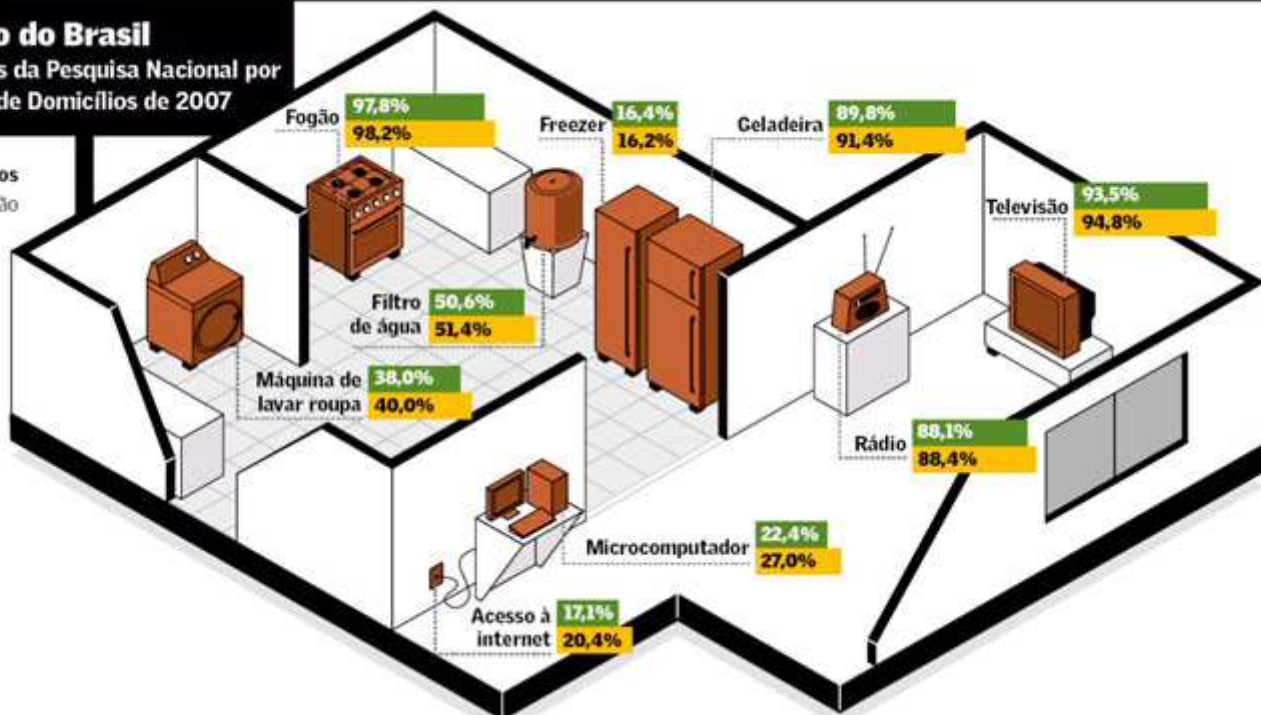 o do Brasil
s da Pesquisa Nacional por
de Domicílios de 2007
os
ão
Fogão
97,8%
98,2%
Freezer
16,4%
16,2%
Geladeira
89,8%
91,4%
Televisão
93,5%
94,8%
Filtro
de água
50,6%
51,4%
Máquina de
lavar roupa
38,0%
40,0%
Rádio
88,1%
88,4%
Microcomputador
22,4%
27,0%
Acesso à
internet
17,1%
20,4%